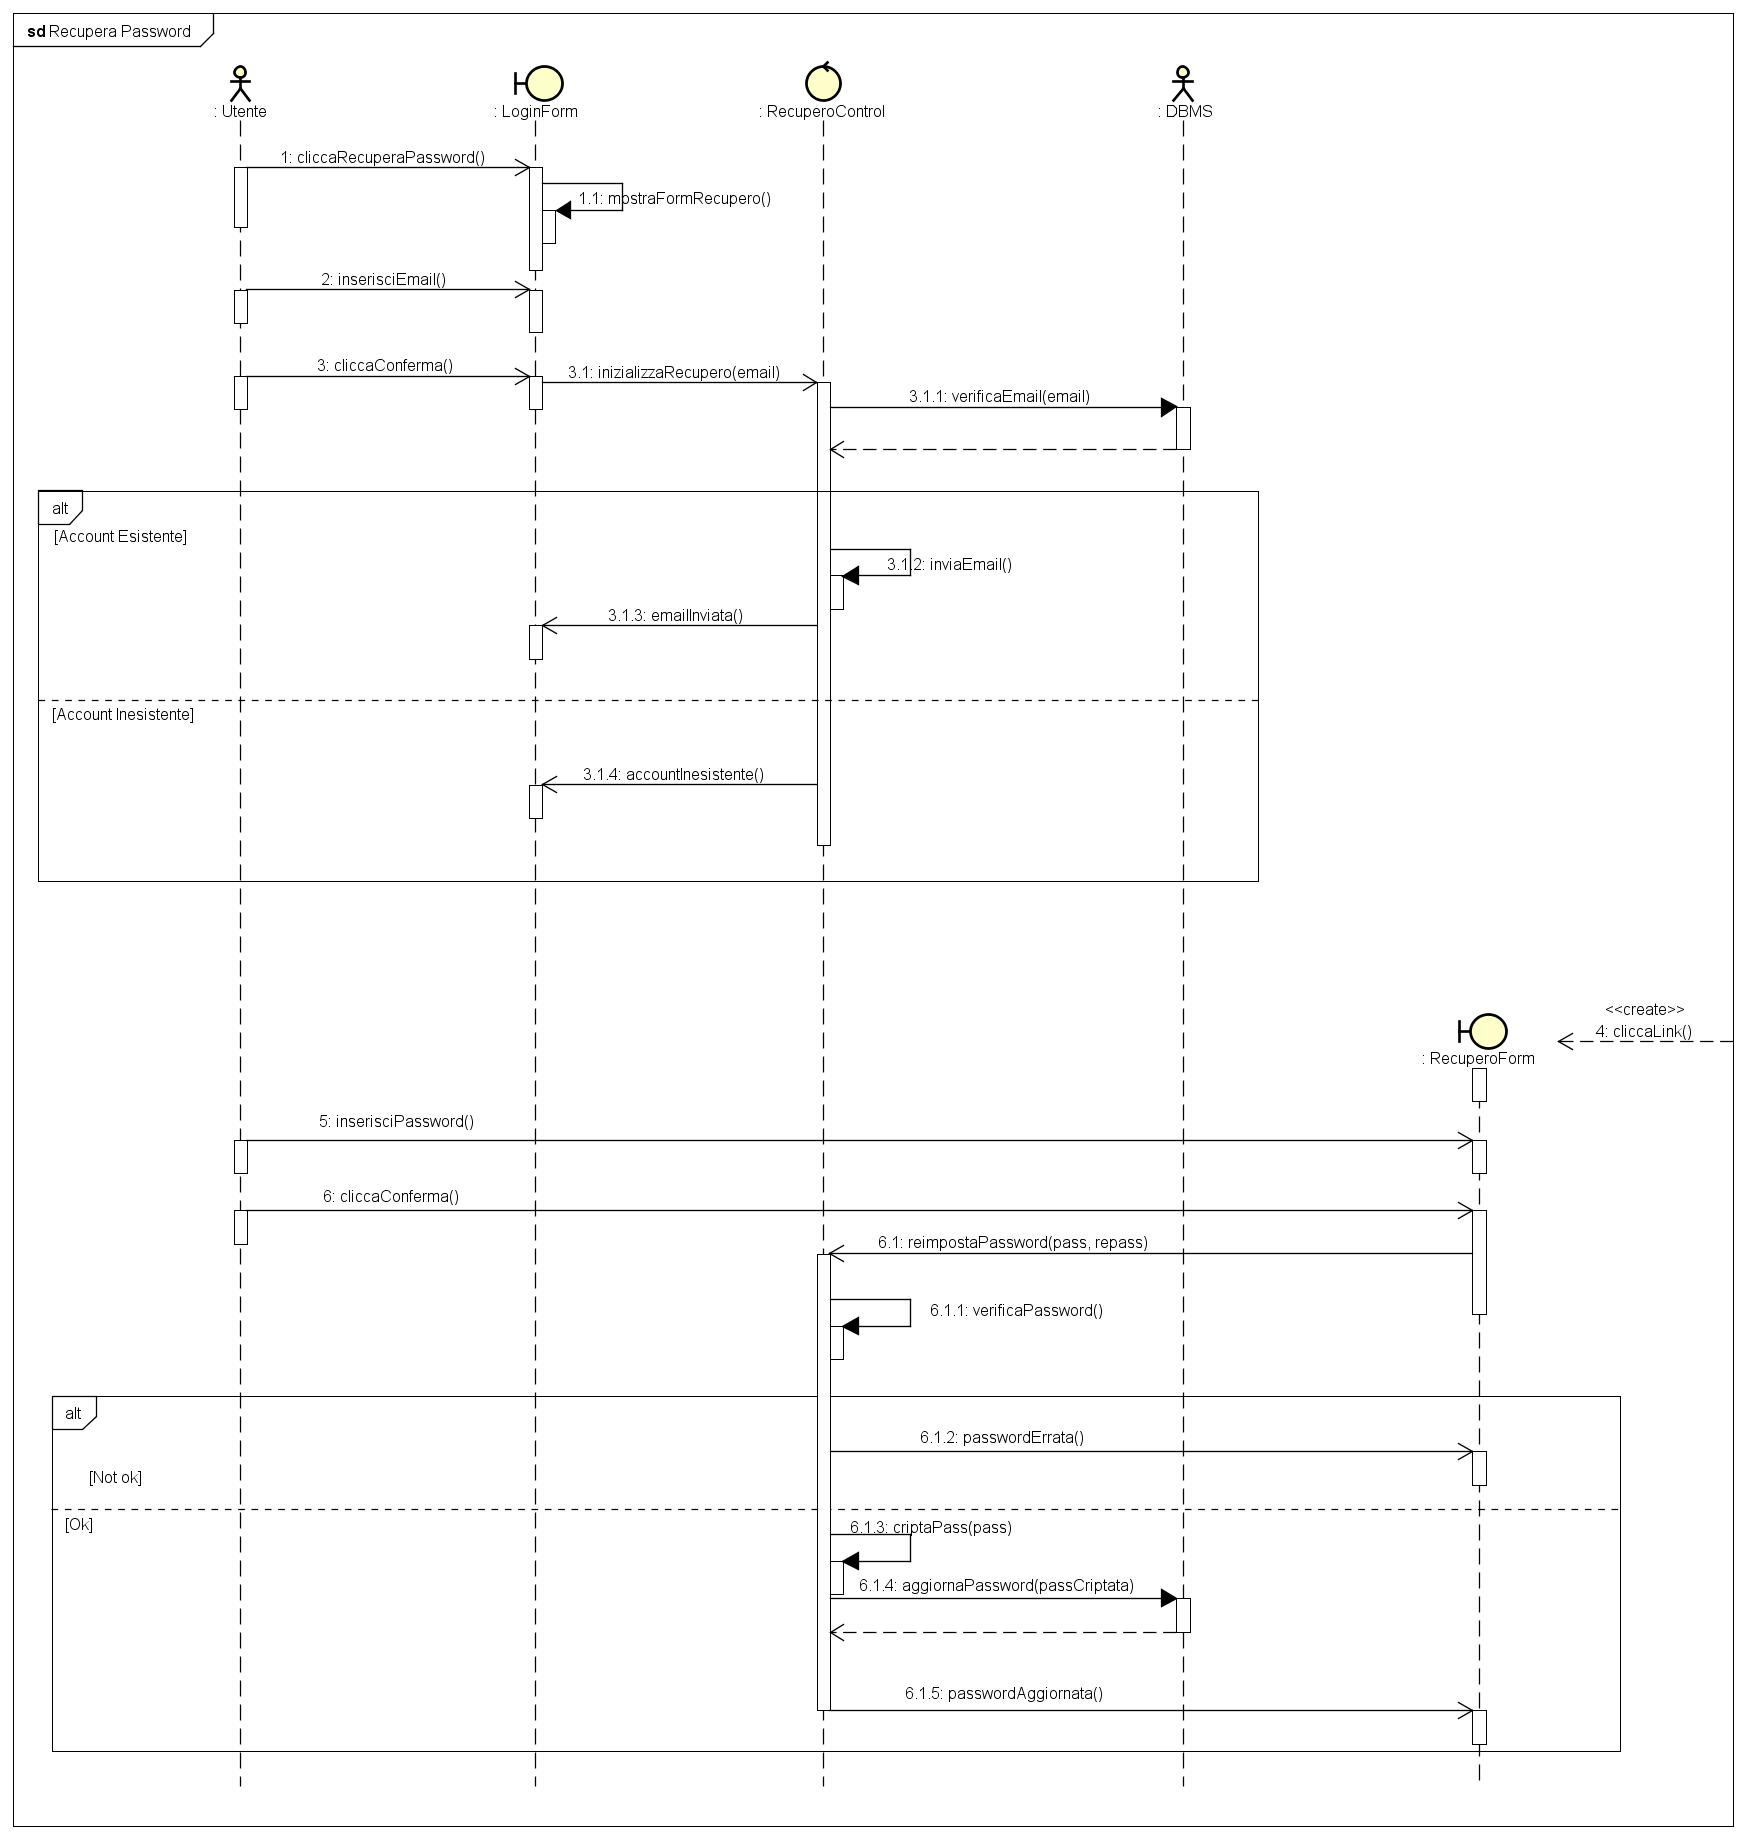 sd Recupera Password
: Utente
: LoginForm
: RecuperoControl
: DBMS
1: cliccaRecuperaPassword()
1.1: mostraFormRecupero()
2: inserisciEmail()
3: cliccaConferma()
3.1: inizializzaRecupero(email)
3.1.1: verificaEmail(email)
alt
[Account Esistente]
3.1.2: inviaEmail()
3.1.3: emailInviata()
[Account Inesistente]
3.1.4: accountInesistente()
<<create>>
4: cliccaLink()
: RecuperoForm
5: inserisciPassword()
6: cliccaConferma()
6.1: reimpostaPassword(pass, repass)
6.1.1: verificaPassword()
alt
6.1.2: passwordErrata()
[Not ok]
[Ok]
6.1.3: criptaPass(pass)
6.1.4: aggiornaPassword(passCriptata)
6.1.5: passwordAggiornata()